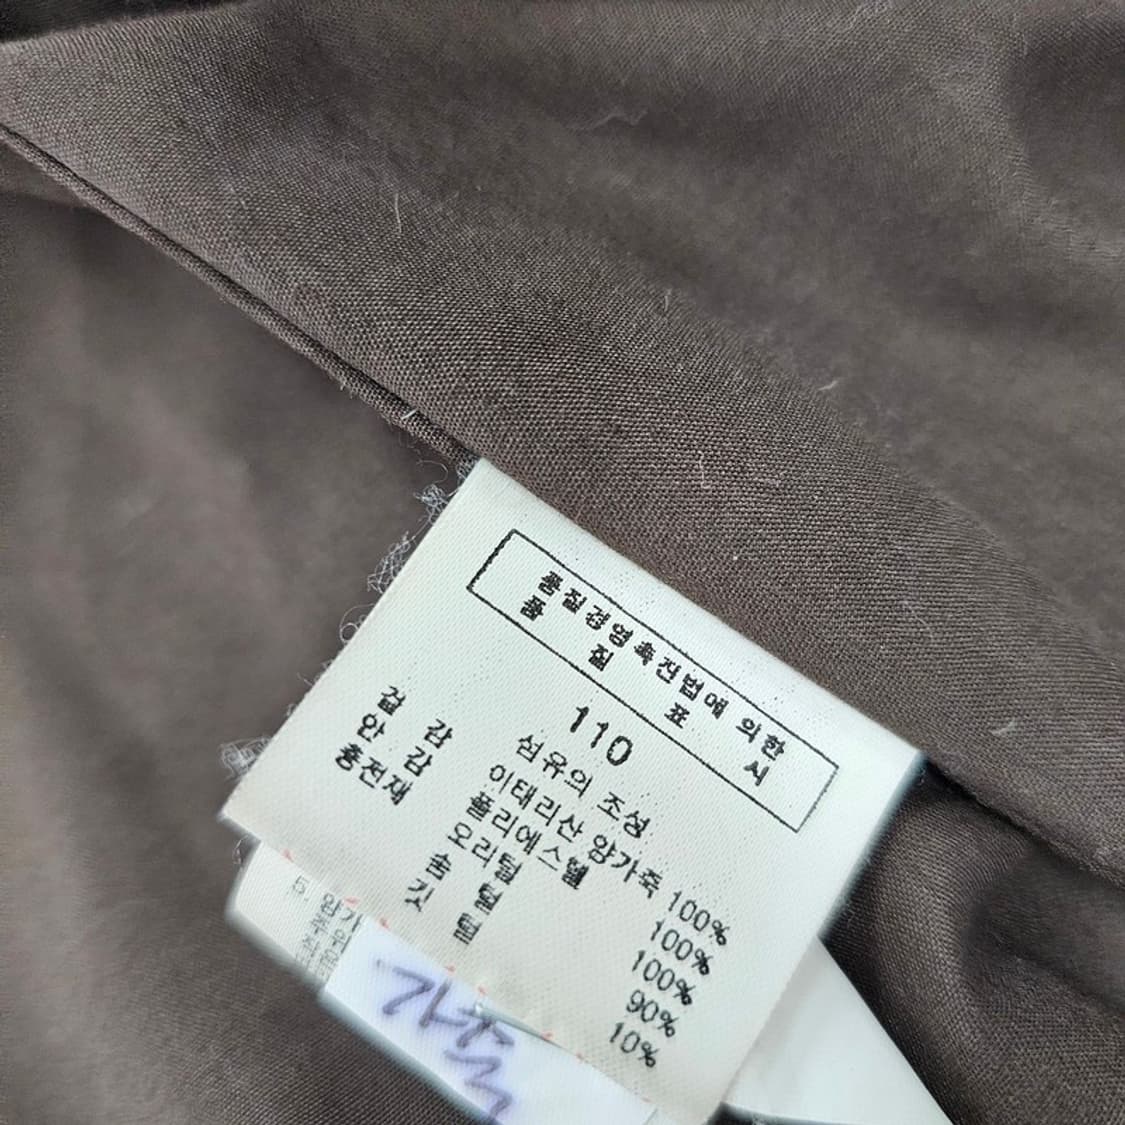 품질경영촉진법에 의한
품 질 표 시
110
섬유의 조성
겉 감 이태리산 양가죽 100%
안 감 폴리에스텔 100%
충전재 오리털 100%
솜 털 90%
깃 털 10%
5.
가죽